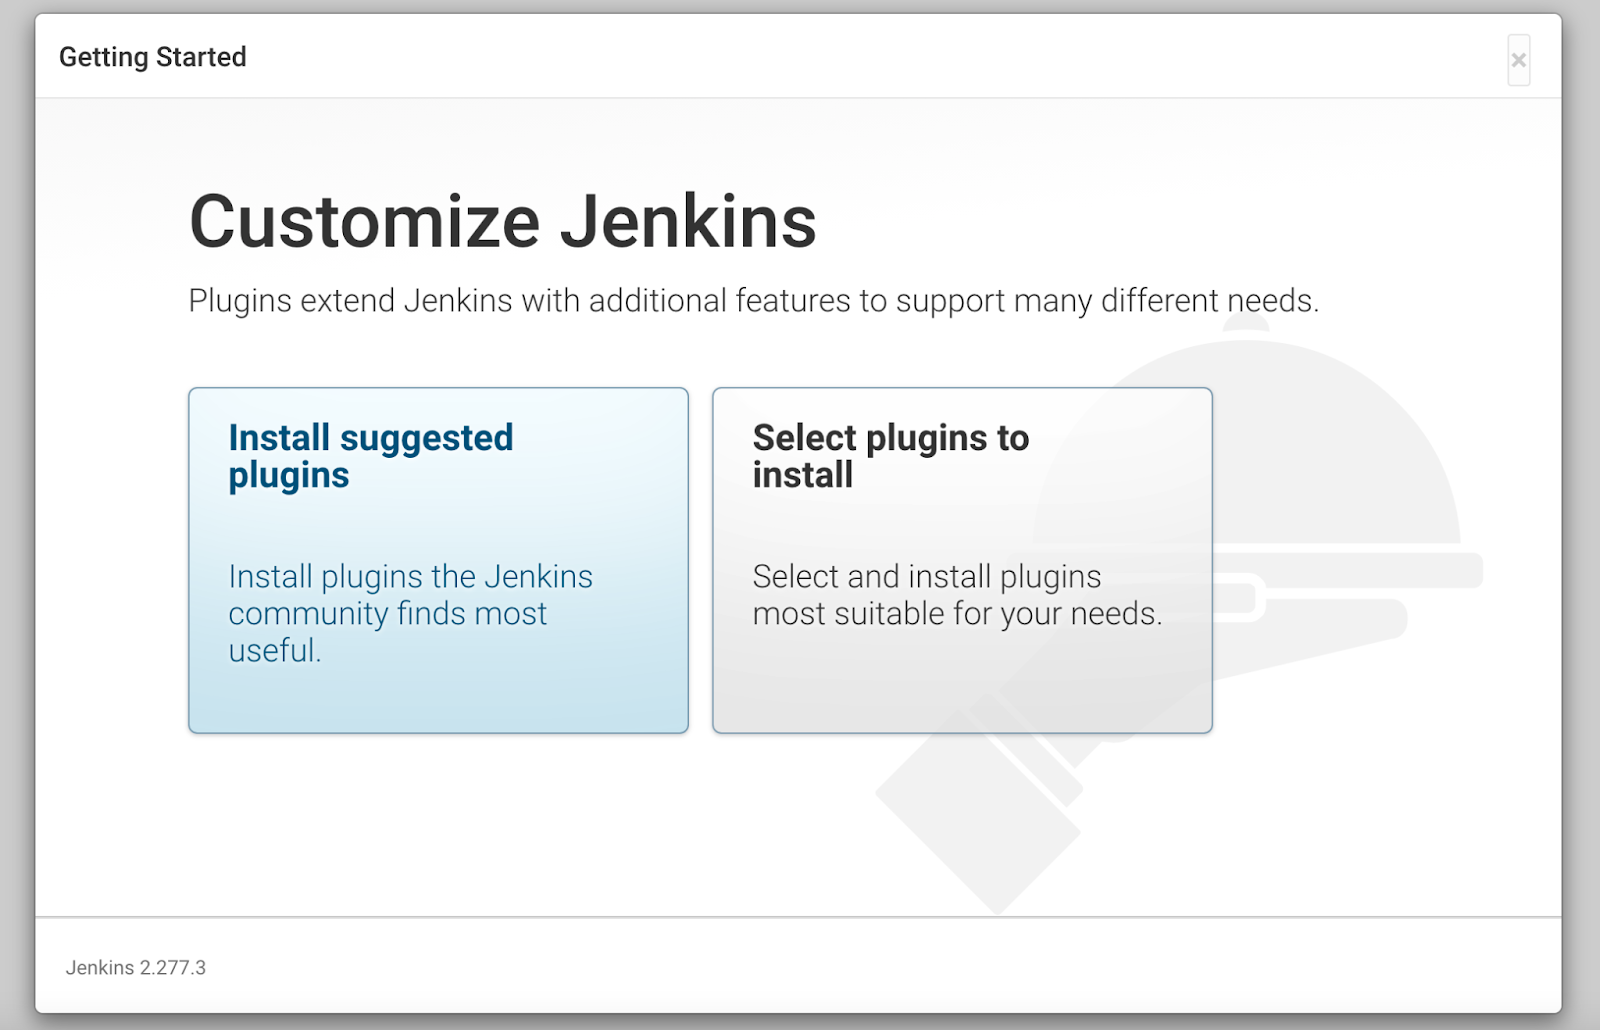 Getting Started
×
Customize Jenkins
Plugins extend Jenkins with additional features to support many different needs.
Install suggested
plugins
Install plugins the Jenkins
community finds most
useful.
Select plugins to
install
Select and install plugins
most suitable for your needs.
Jenkins 2.277.3